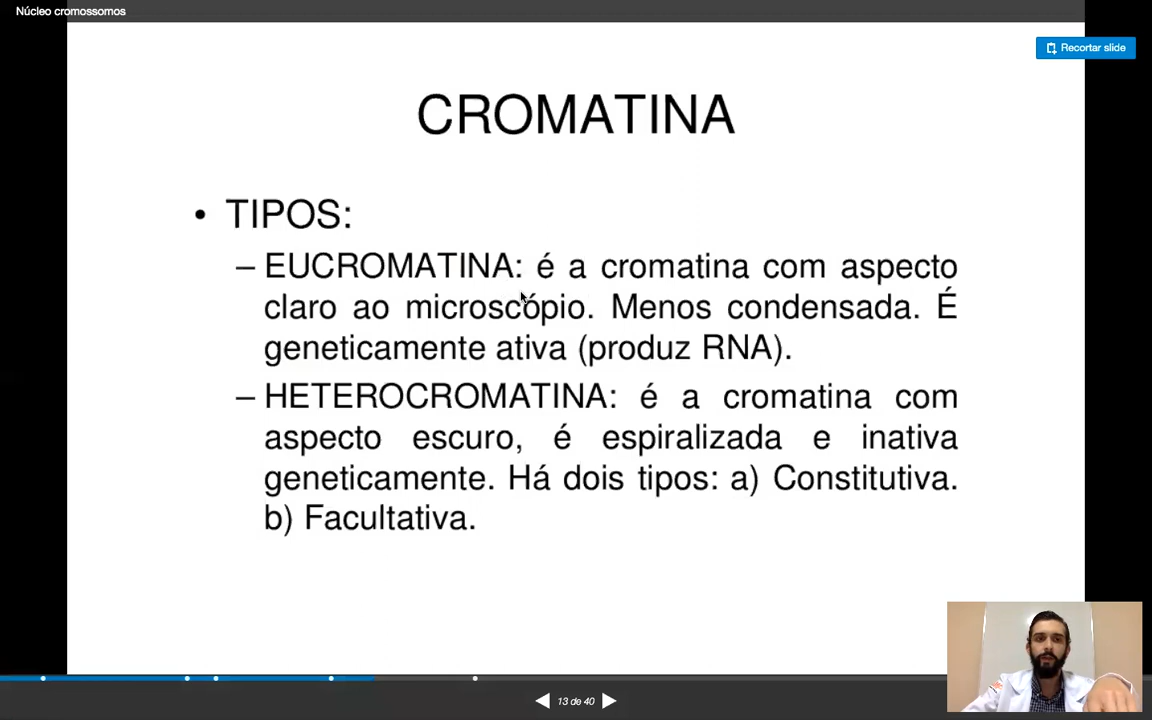 Núcleo cromossomos
Recortar slide
CROMATINA
• TIPOS:
– EUCROMATINA: é a cromatina com aspecto
claro ao microscópio. Menos condensada. É
geneticamente ativa (produz RNA).
– HETEROCROMATINA: é a cromatina com
aspecto escuro, é espiralizada e inativa
geneticamente. Há dois tipos: a) Constitutiva.
b) Facultativa.
13 de 40